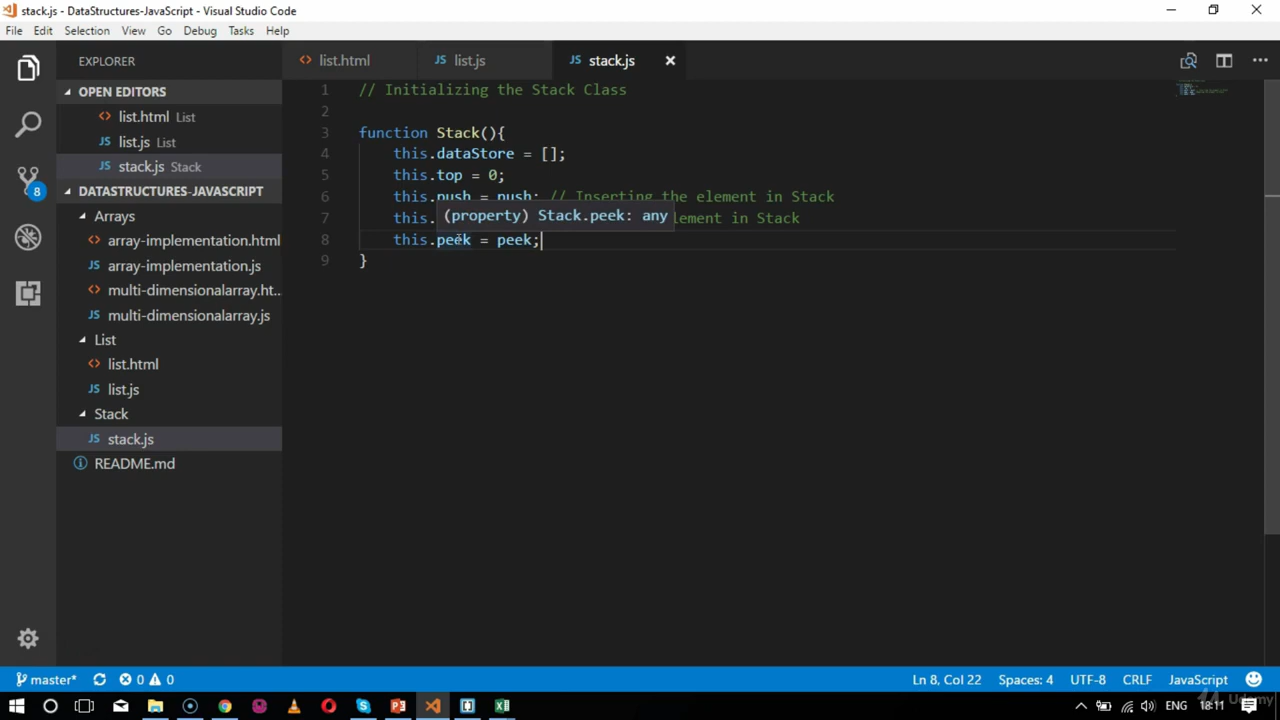 stack.js - DataStructures-JavaScript - Visual Studio Code
File Edit Selection View Go Debug Tasks Help
EXPLORER
OPEN EDITORS
list.html List
list.js List
stack.js Stack
DATASTRUCTURES-JAVASCRIPT
Arrays
array-implementation.html
array-implementation.js
multi-dimensionalarray.ht...
multi-dimensionalarray.js
List
list.html
list.js
Stack
stack.js
README.md
8
list.html JS list.js JS stack.js
1 // Initializing the Stack Class
2
3 function Stack(){
4 this.dataStore = [];
5 this.top = 0;
6 this.push = push; // Inserting the element in Stack
(property) Stack.peek: any
7 this. element in Stack
8 this.peek = peek;
9 }
master* 0 0 Ln 8, Col 22 Spaces: 4 UTF-8 CRLF JavaScript
ENG 18:11
Udemy